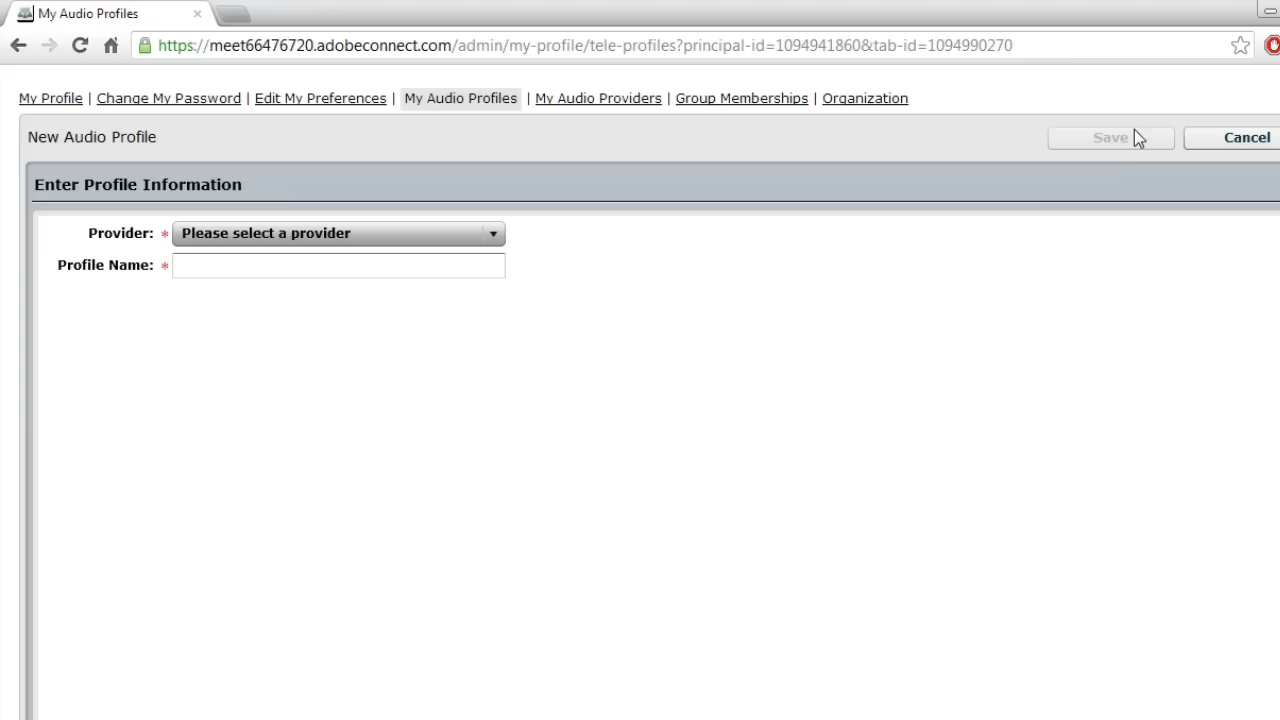 My Audio Profiles
https://meet66476720.adobeconnect.com/admin/my-profile/tele-profiles?principal-id=1094941860&tab-id=1094990270
My Profile | Change My Password | Edit My Preferences | My Audio Profiles | My Audio Providers | Group Memberships | Organization
New Audio Profile Save Cancel
Enter Profile Information
Provider: * Please select a provider
Profile Name: *